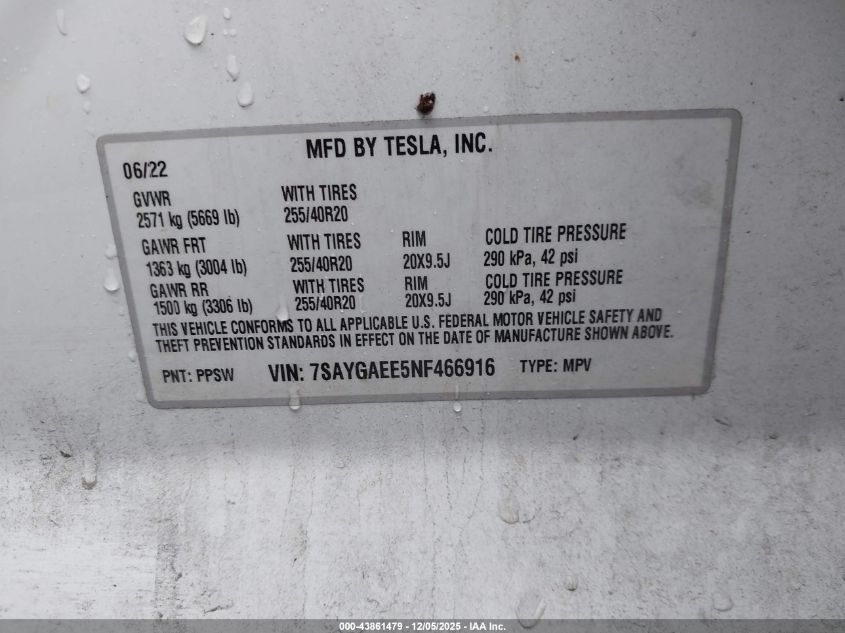 MFD BY TESLA, INC.
06/22
GVWR WITH TIRES
2571 kg (5669 lb) 255/40R20
GAWR FRT WITH TIRES RIM COLD TIRE PRESSURE
1363 kg (3004 lb) 255/40R20 20X9.5J 290 kPa, 42 psi
GAWR RR WITH TIRES RIM COLD TIRE PRESSURE
1500 kg (3306 lb) 255/40R20 20X9.5J 290 kPa, 42 psi
THIS VEHICLE CONFORMS TO ALL APPLICABLE U.S. FEDERAL MOTOR VEHICLE SAFETY AND
THEFT PREVENTION STANDARDS IN EFFECT ON THE DATE OF MANUFACTURE SHOWN ABOVE.
PNT: PPSW VIN: 7SAYGAEE5NF466916 TYPE: MPV
000-43861479 - 12/05/2025 - IAA Inc.